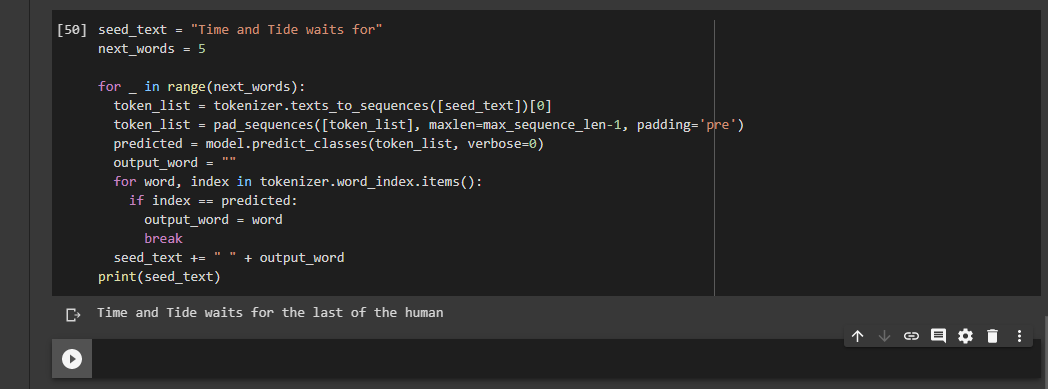 [50] seed_text = "Time and Tide waits for"
next_words = 5
for _ in range(next_words):
token_list = tokenizer.texts_to_sequences([seed_text])[0]
token_list = pad_sequences([token_list], maxlen=max_sequence_len-1, padding='pre')
predicted = model.predict_classes(token_list, verbose=0)
output_word = ""
for word, index in tokenizer.word_index.items():
if index == predicted:
output_word = word
break
seed_text += " " + output_word
print(seed_text)
Time and Tide waits for the last of the human